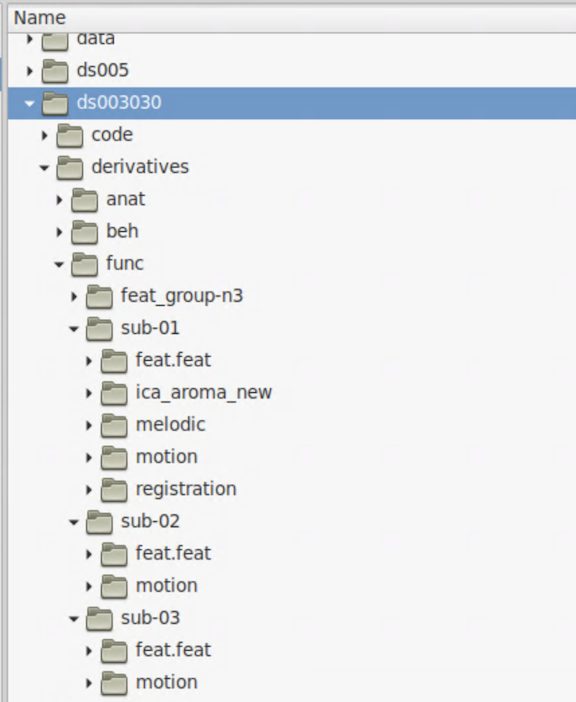 Name
data
ds005
ds003030
code
derivatives
anat
beh
func
feat_group-n3
sub-01
feat.feat
ica_aroma_new
melodic
motion
registration
sub-02
feat.feat
motion
sub-03
feat.feat
motion